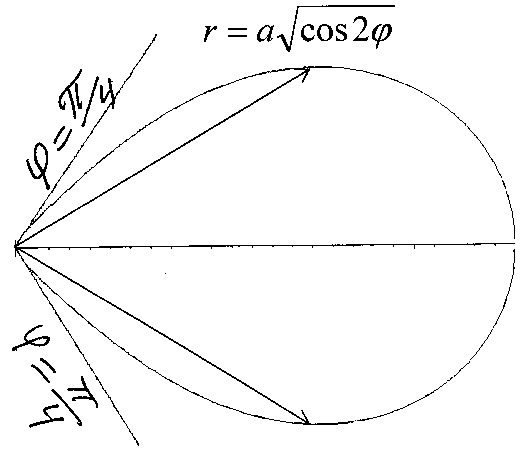 r = a√cos2φ
φ = π/4
φ = π/4